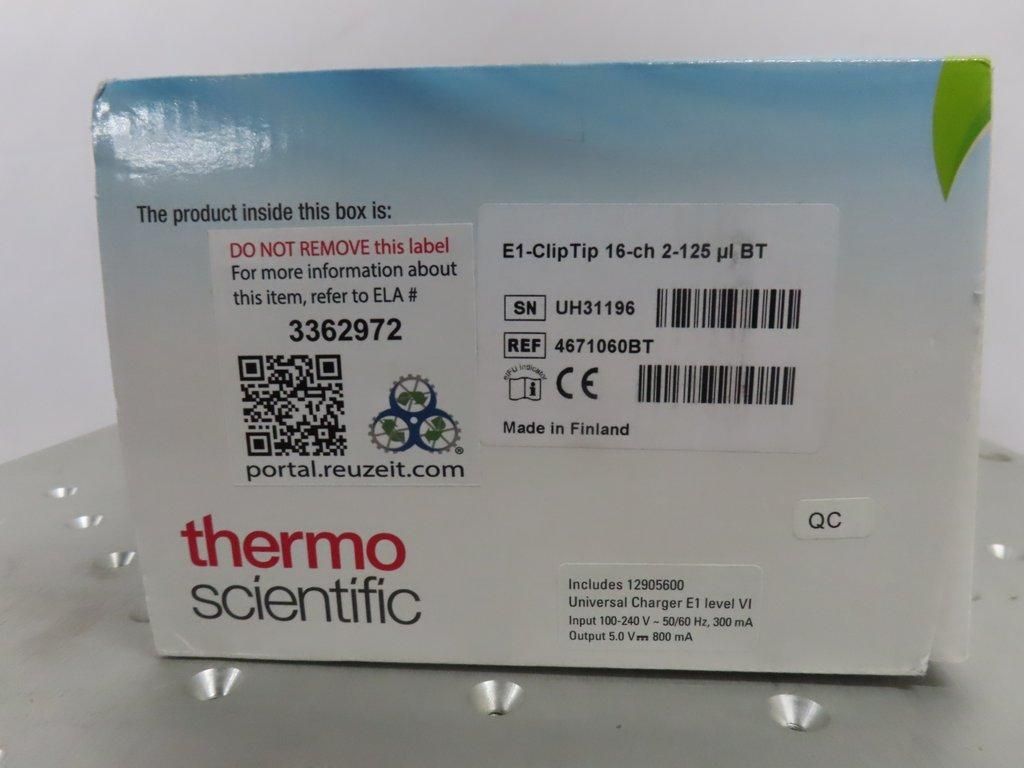 The product inside this box is:
DO NOT REMOVE this label
For more information about
this item, refer to ELA #
3362972
portal.reuzeit.com
®
E1-ClipTip 16-ch 2-125 µl BT
SN UH31196
REF 4671060BT
eIFU indicator
CE
Made in Finland
QC
thermo
scientific
Includes 12905600
Universal Charger E1 level VI
Input 100-240 V ~ 50/60 Hz, 300 mA
Output 5.0 V⎓ 800 mA